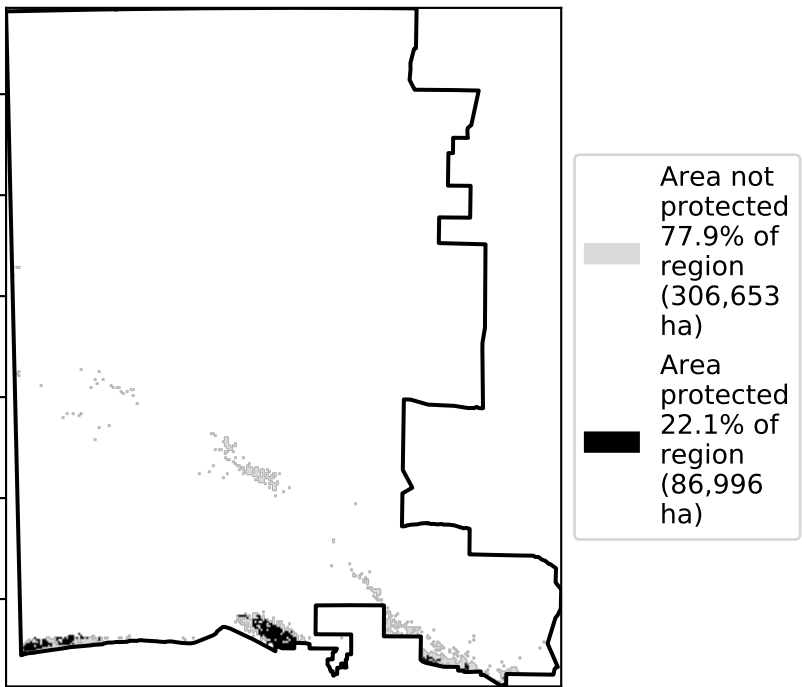 Area not
protected
77.9% of
region
(306,653
ha)
Area
protected
22.1% of
region
(86,996
ha)